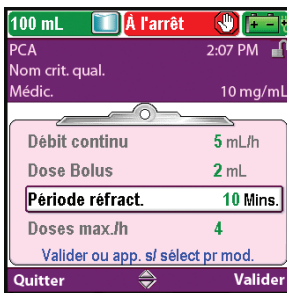 100 mL À l'arrêt
PCA 2:07 PM
Nom crit. qual.
Médic. 10 mg/mL
Débit continu 5 mL/h
Dose Bolus 2 mL
Période réfract. 10 Mins.
Doses max./h 4
Valider ou app. s/ sélect pr mod.
Quitter Valider